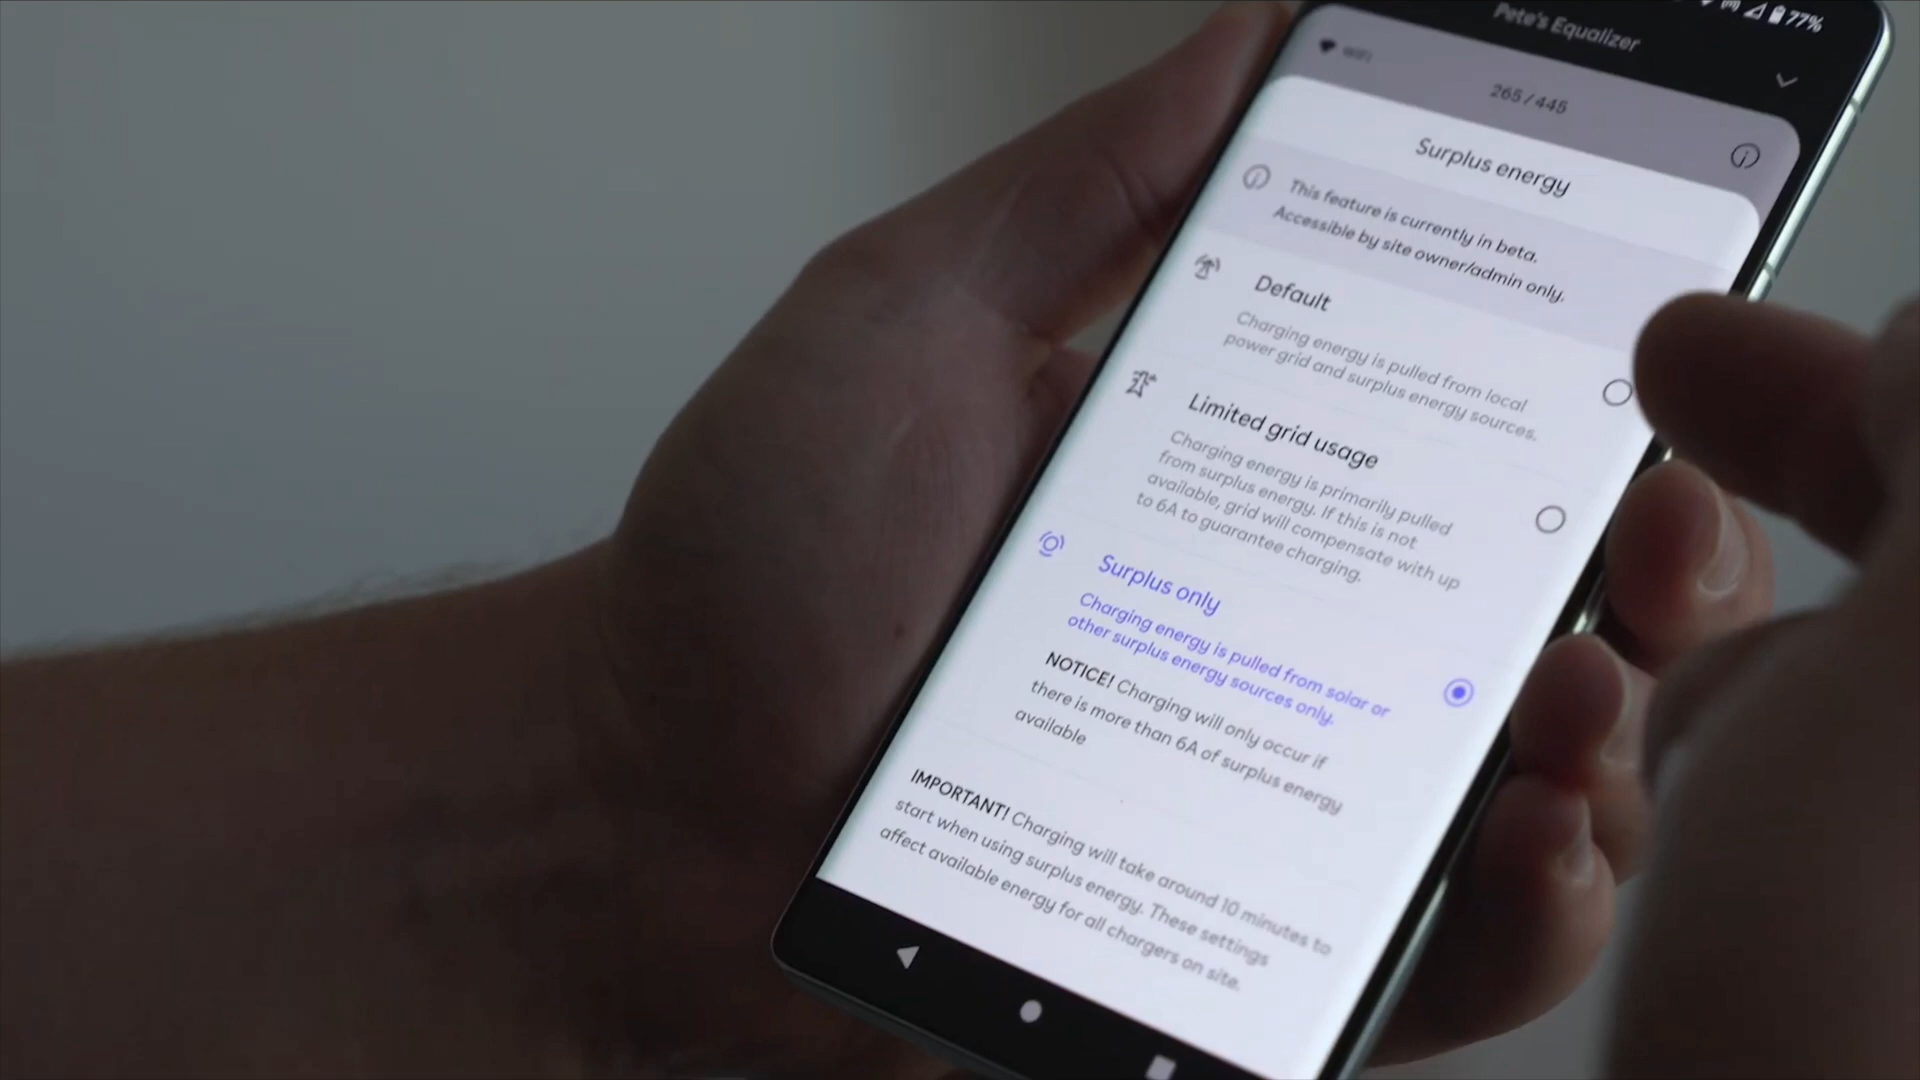 77%
Pete's Equalizer
WiFi
265 / 445
Surplus energy
This feature is currently in beta.
Accessible by site owner/admin only.
Default
Charging energy is pulled from local
power grid and surplus energy sources.
Limited grid usage
Charging energy is primarily pulled
from surplus energy. If this is not
available, grid will compensate with up
to 6A to guarantee charging.
Surplus only
Charging energy is pulled from solar or
other surplus energy sources only.
NOTICE! Charging will only occur if
there is more than 6A of surplus energy
available
IMPORTANT! Charging will take around 10 minutes to
start when using surplus energy. These settings
affect available energy for all chargers on site.